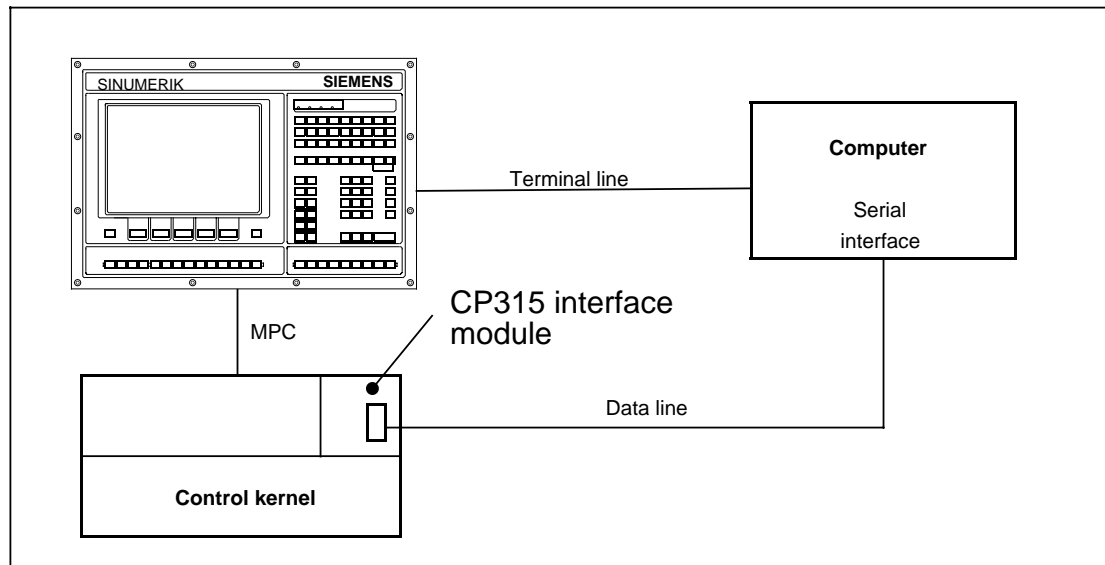 SINUMERIK
SIEMENS
Terminal line
Computer
Serial
interface
MPC
CP315 interface
module
Data line
Control kernel